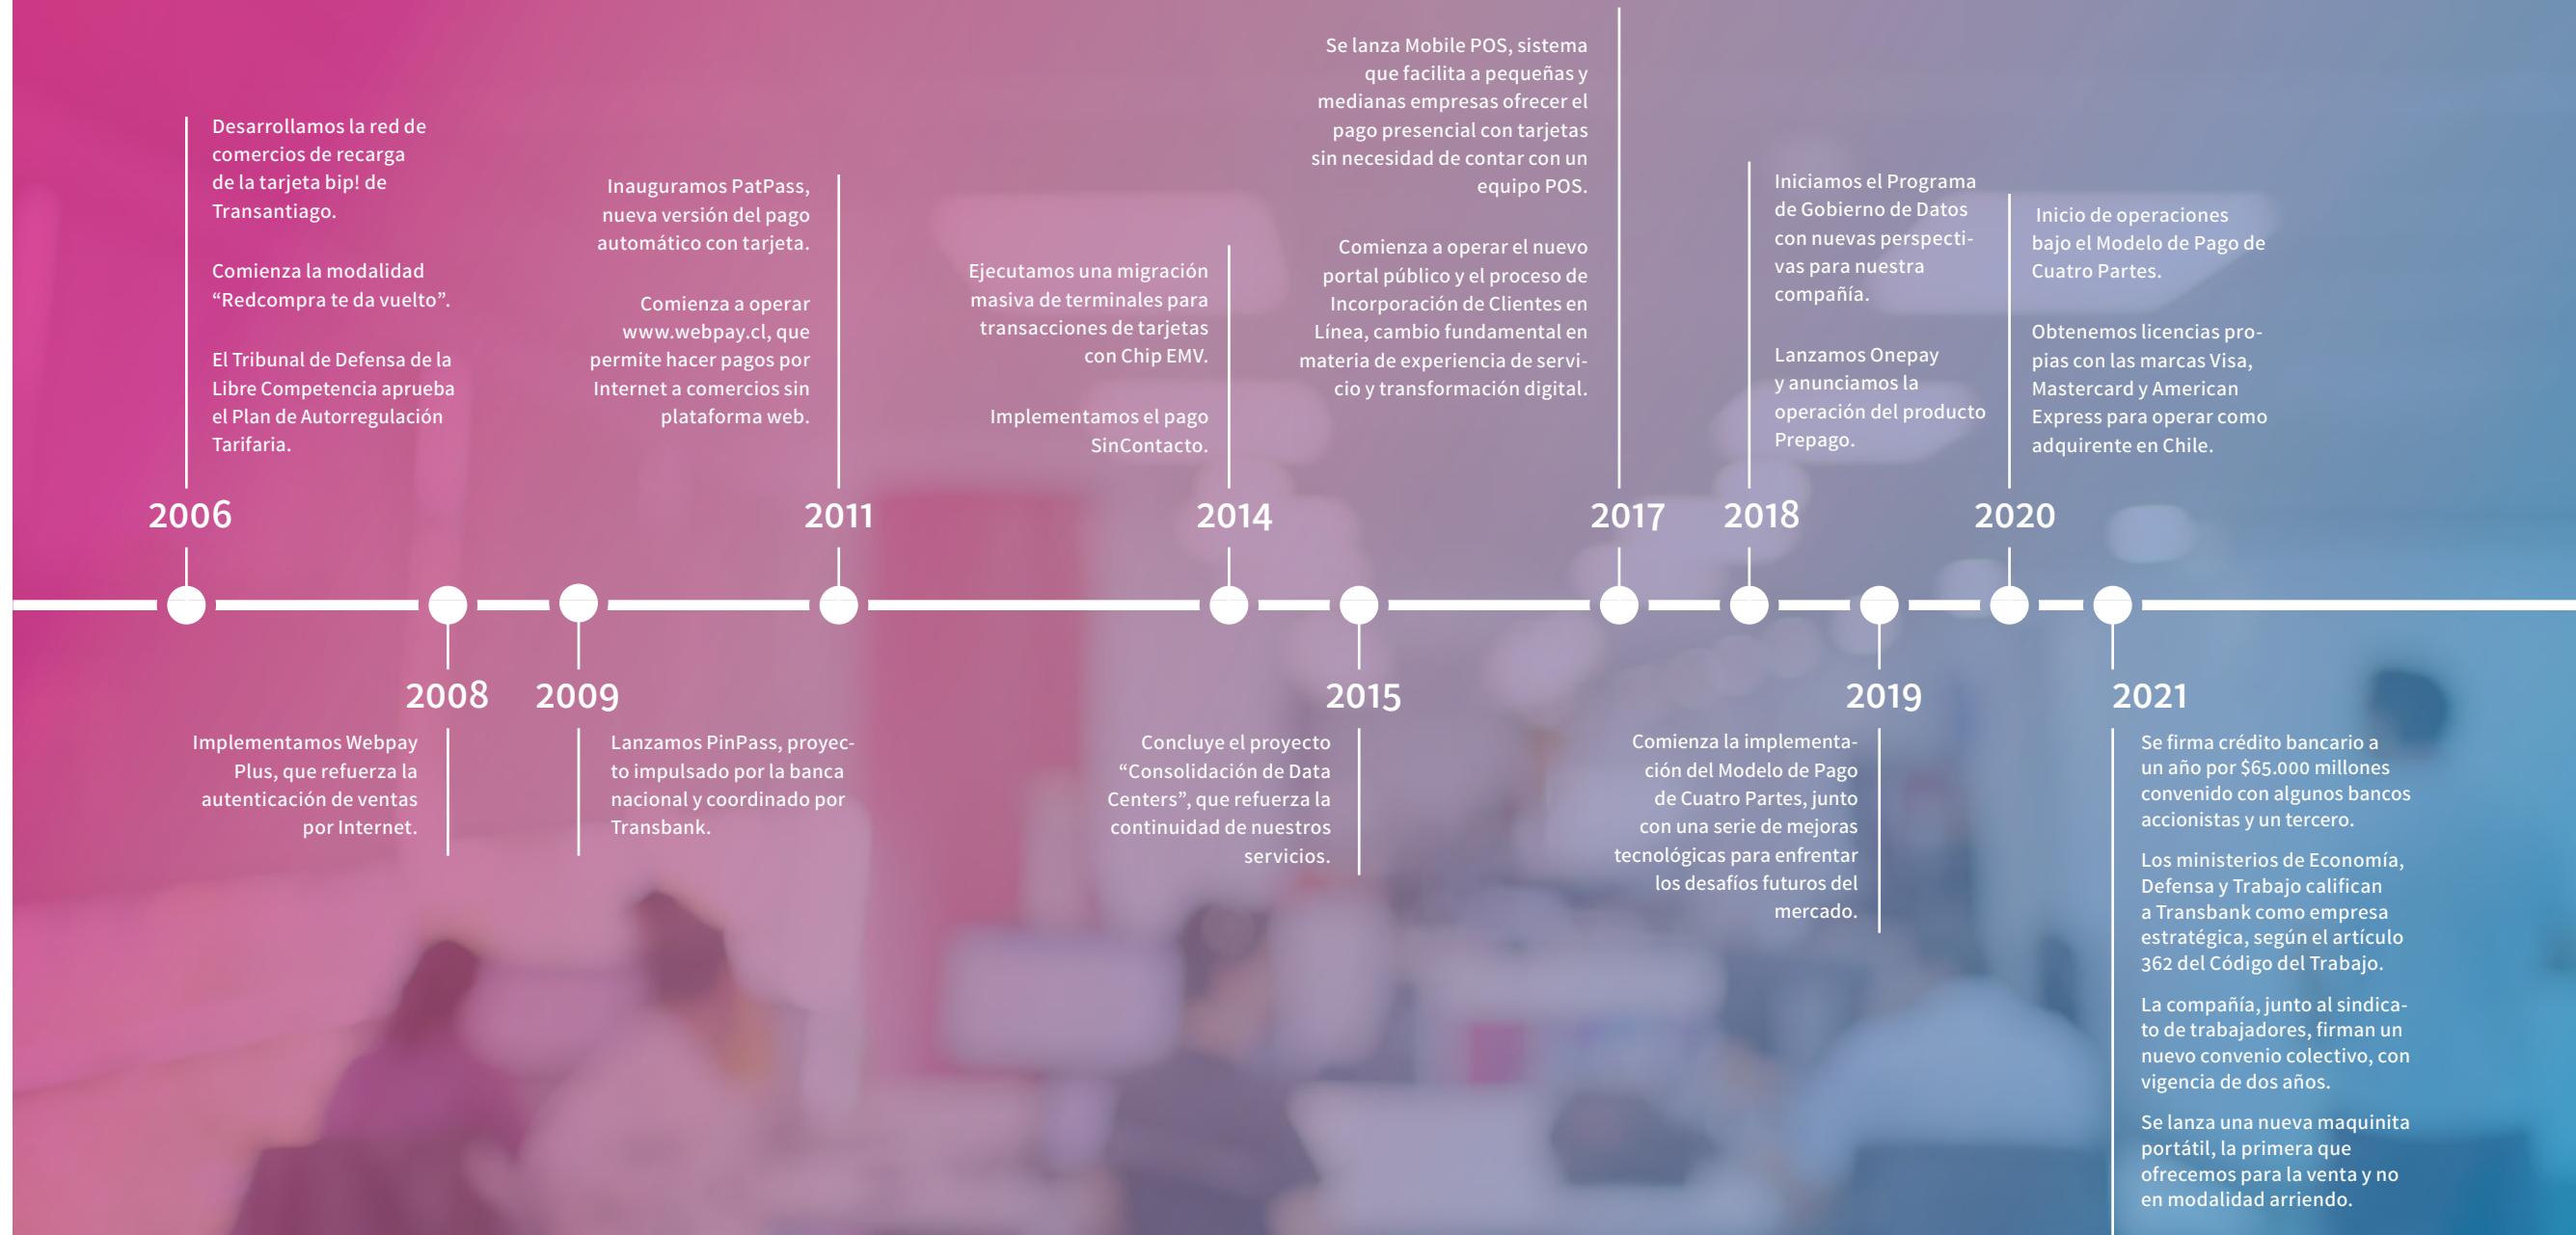 Desarrollamos la red de
comercios de recarga
de la tarjeta bip! de
Transantiago.
Comienza la modalidad
“Redcompra te da vuelto”.
El Tribunal de Defensa de la
Libre Competencia aprueba
el Plan de Autorregulación
Tarifaria.
2006
Implementamos Webpay
Plus, que refuerza la
autenticación de ventas
por Internet.
2008
2009
Lanzamos PinPass, proyec-
to impulsado por la banca
nacional y coordinado por
Transbank.
Inauguramos PatPass,
nueva versión del pago
automático con tarjeta.
Comienza a operar
www.webpay.cl, que
permite hacer pagos por
Internet a comercios sin
plataforma web.
2011
Ejecutamos una migración
masiva de terminales para
transacciones de tarjetas
con Chip EMV.
Implementamos el pago
SinContacto.
2014
2015
Concluye el proyecto
“Consolidación de Data
Centers”, que refuerza la
continuidad de nuestros
servicios.
Se lanza Mobile POS, sistema
que facilita a pequeñas y
medianas empresas ofrecer el
pago presencial con tarjetas
sin necesidad de contar con un
equipo POS.
Comienza a operar el nuevo
portal público y el proceso de
Incorporación de Clientes en
Línea, cambio fundamental en
materia de experiencia de servi-
cio y transformación digital.
2017
2018
Iniciamos el Programa
de Gobierno de Datos
con nuevas perspecti-
vas para nuestra
compañía.
Lanzamos Onepay
y anunciamos la
operación del producto
Prepago.
2019
Comienza la implementa-
ción del Modelo de Pago
de Cuatro Partes, junto
con una serie de mejoras
tecnológicas para enfrentar
los desafíos futuros del
mercado.
2020
Inicio de operaciones
bajo el Modelo de Pago de
Cuatro Partes.
Obtenemos licencias pro-
pias con las marcas Visa,
Mastercard y American
Express para operar como
adquirente en Chile.
2021
Se firma crédito bancario a
un año por $65.000 millones
convenido con algunos bancos
accionistas y un tercero.
Los ministerios de Economía,
Defensa y Trabajo califican
a Transbank como empresa
estratégica, según el artículo
362 del Código del Trabajo.
La compañía, junto al sindica-
to de trabajadores, firman un
nuevo convenio colectivo, con
vigencia de dos años.
Se lanza una nueva maquinita
portátil, la primera que
ofrecemos para la venta y no
en modalidad arriendo.